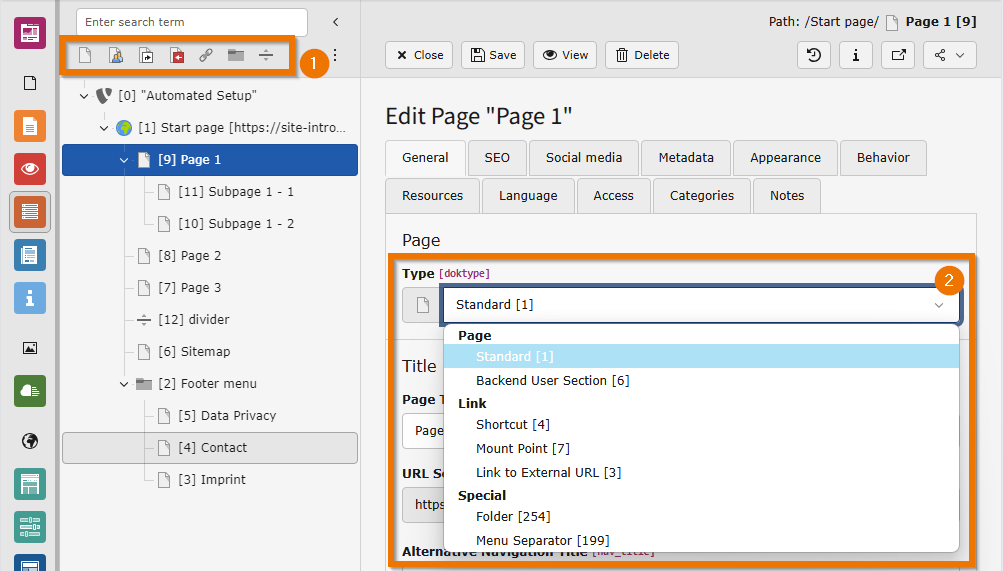 Enter search term
Path: /Start page/ Page 1 [9]
1
Close
Save
View
Delete
[0] "Automated Setup"
[1] Start page [https://site-intro...
[9] Page 1
[11] Subpage 1 - 1
[10] Subpage 1 - 2
[8] Page 2
[7] Page 3
[12] divider
[6] Sitemap
[2] Footer menu
[5] Data Privacy
[4] Contact
[3] Imprint
Edit Page "Page 1"
General
SEO
Social media
Metadata
Appearance
Behavior
Resources
Language
Access
Categories
Notes
Page
Type [doktype]
2
Standard [1]
Page
Standard [1]
Backend User Section [6]
Link
Shortcut [4]
Mount Point [7]
Link to External URL [3]
Special
Folder [254]
Menu Separator [199]
Title
Page T
Page
URL S
https
Alternative Navigation Title [nav_title]